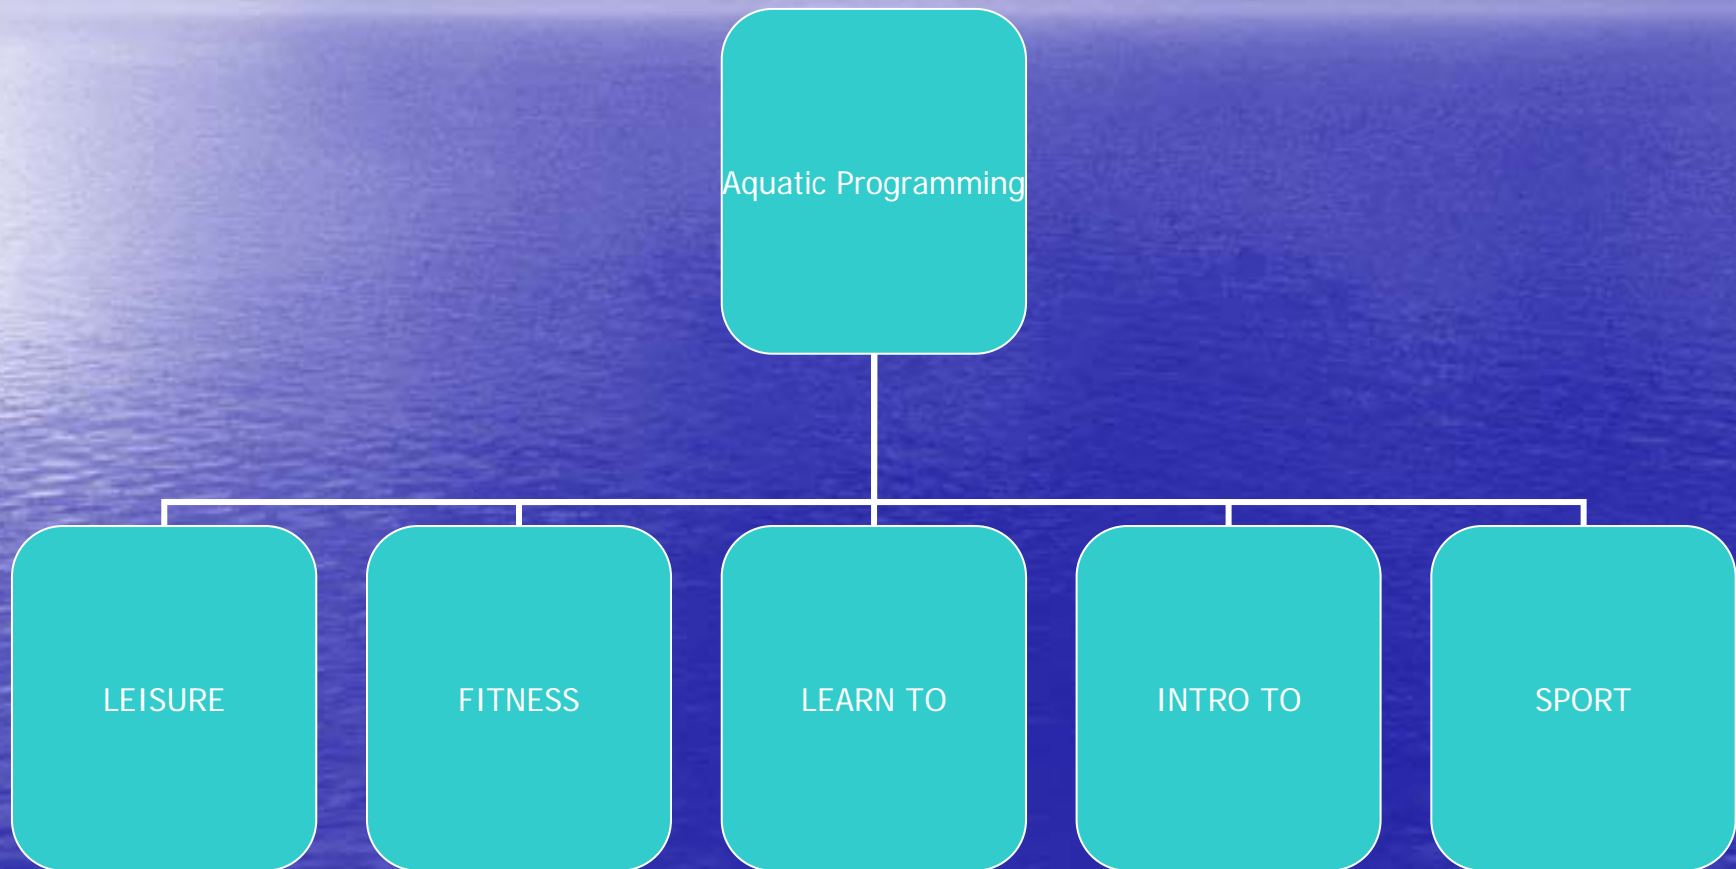 Aquatic Programming
LEISURE
FITNESS
LEARN TO
INTRO TO
SPORT